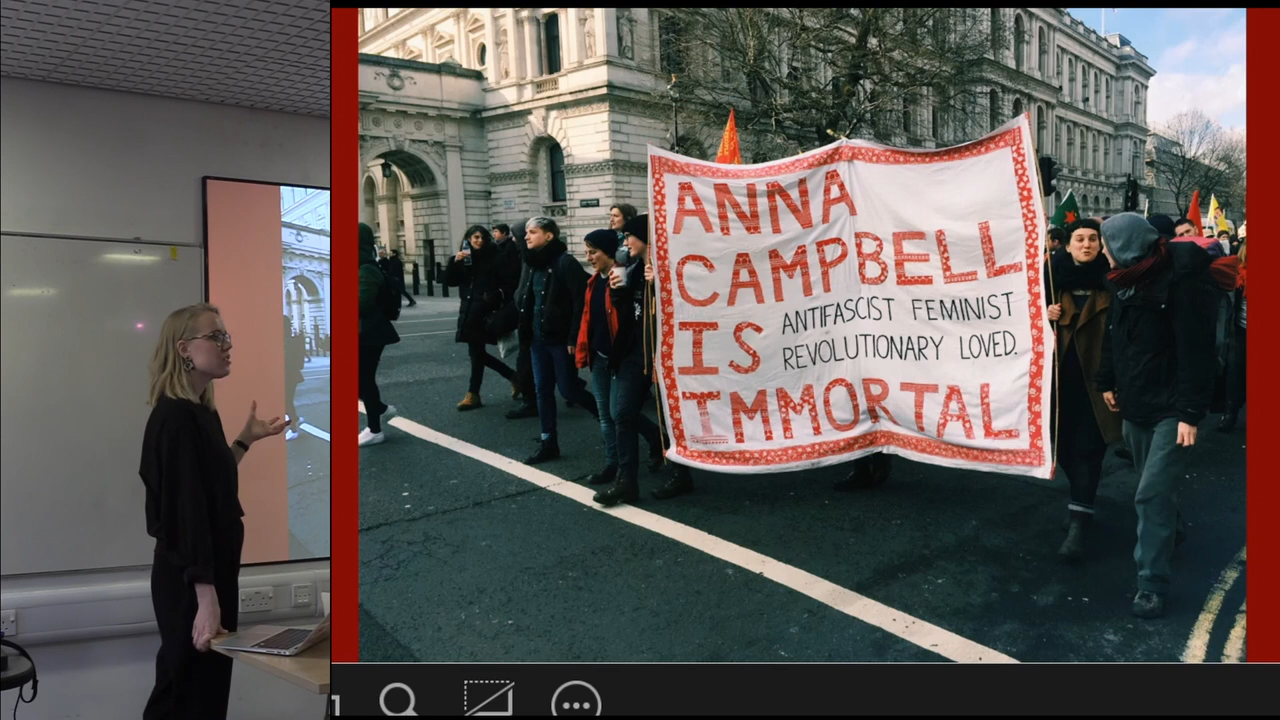 ANNA
CAMPBELL
IS ANTIFASCIST FEMINIST
REVOLUTIONARY LOVED.
IMMORTAL